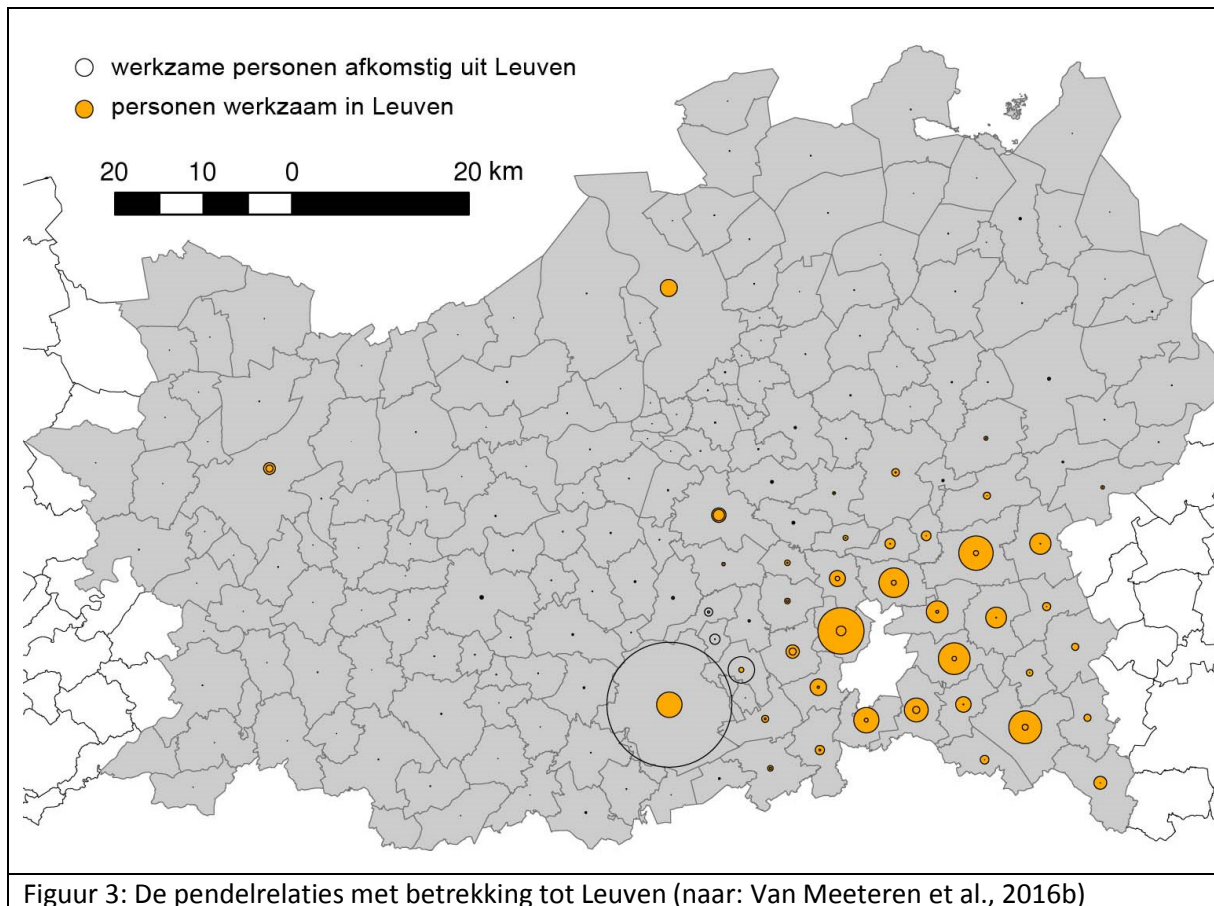 werkzame personen afkomstig uit Leuven
personen werkzaam in Leuven
20 10 0 20 km
Figuur 3: De pendelrelaties met betrekking tot Leuven (naar: Van Meeteren et al., 2016b)